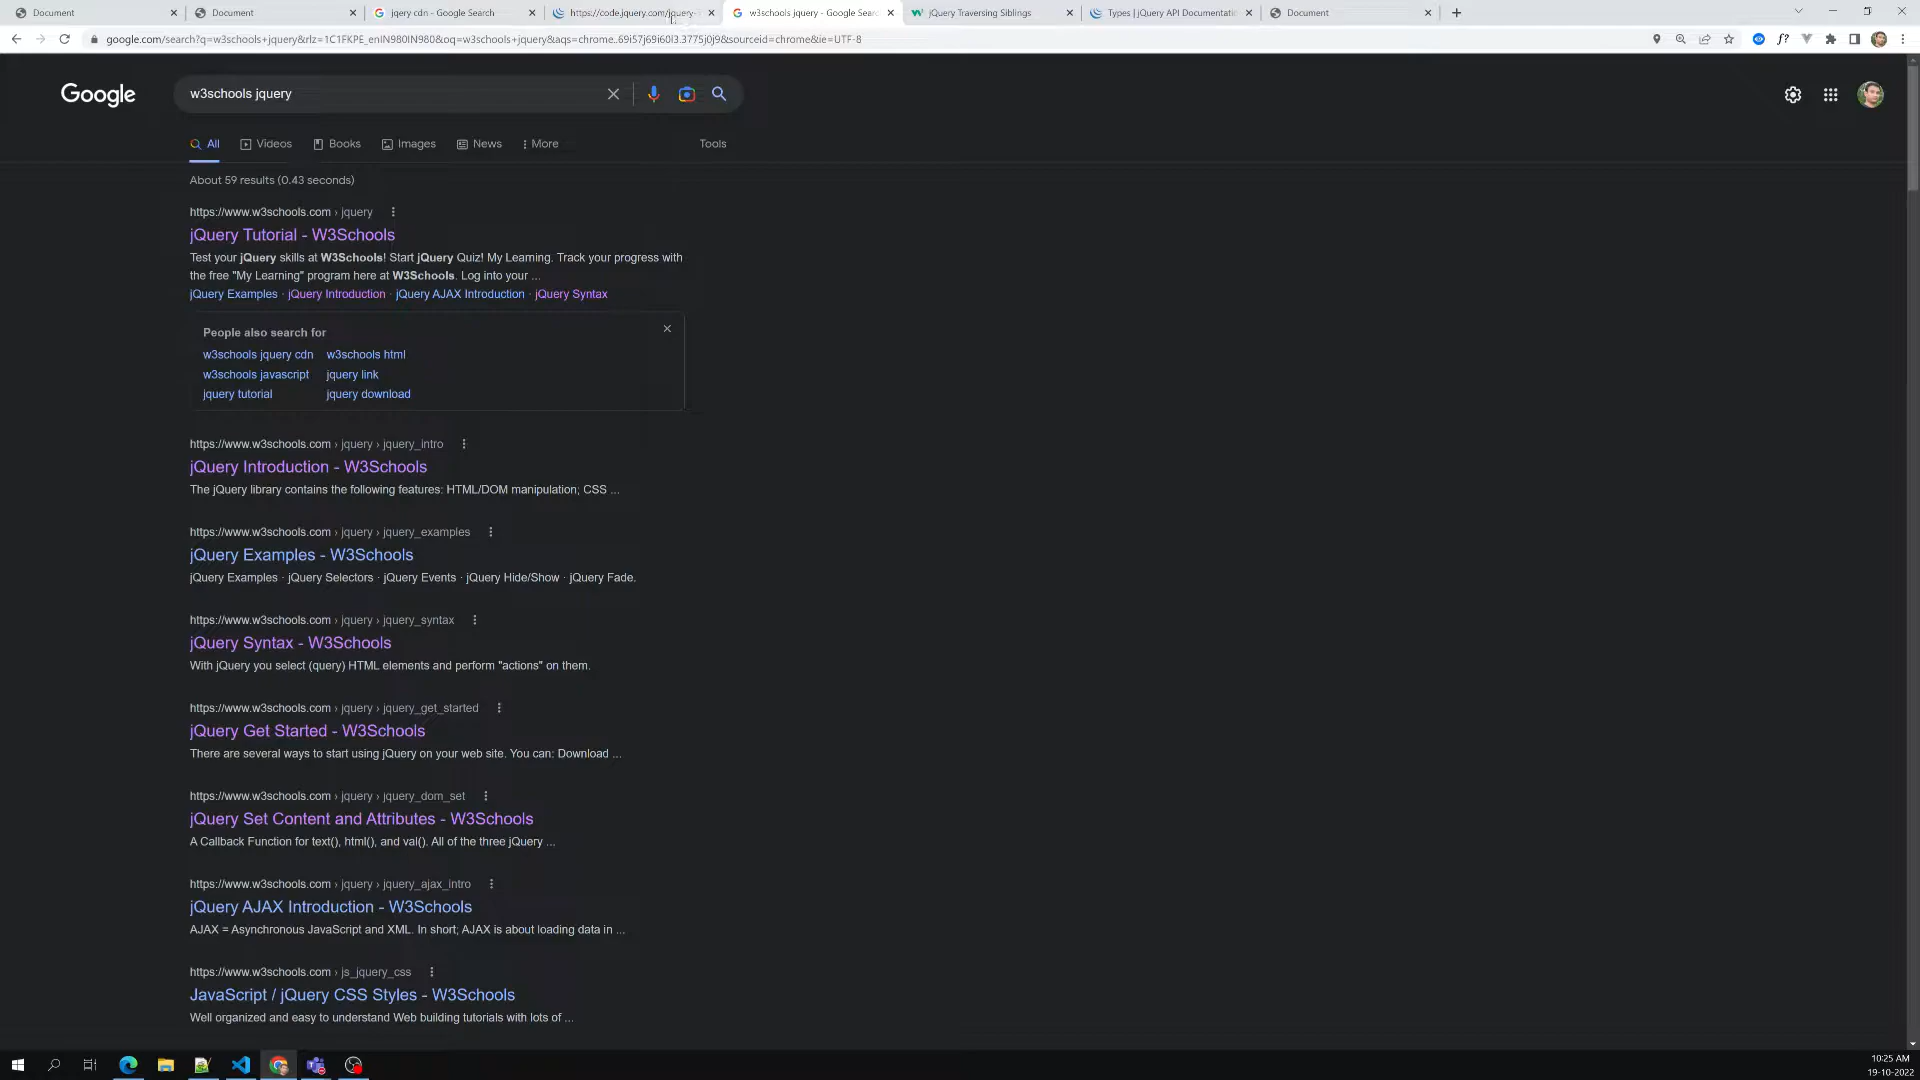 Document
Document
jqery cdn - Google Search
https://code.jquery.com/jquery-
w3schools jquery - Google Searc
jQuery Traversing Siblings
Types | jQuery API Documentatio
Document
google.com/search?q=w3schools+jquery&rlz=1C1FKPE_enIN980IN980&oq=w3schools+jquery&aqs=chrome..69i57j69i60l3.3775j0j9&sourceid=chrome&ie=UTF-8
Google
w3schools jquery
All
Videos
Books
Images
News
More
Tools
About 59 results (0.43 seconds)
https://www.w3schools.com › jquery
jQuery Tutorial - W3Schools
Test your jQuery skills at W3Schools! Start jQuery Quiz! My Learning. Track your progress with
the free "My Learning" program here at W3Schools. Log into your ...
jQuery Examples · jQuery Introduction · jQuery AJAX Introduction · jQuery Syntax
People also search for
w3schools jquery cdn w3schools html
w3schools javascript jquery link
jquery tutorial jquery download
https://www.w3schools.com › jquery › jquery_intro
jQuery Introduction - W3Schools
The jQuery library contains the following features: HTML/DOM manipulation; CSS ...
https://www.w3schools.com › jquery › jquery_examples
jQuery Examples - W3Schools
jQuery Examples · jQuery Selectors · jQuery Events · jQuery Hide/Show · jQuery Fade.
https://www.w3schools.com › jquery › jquery_syntax
jQuery Syntax - W3Schools
With jQuery you select (query) HTML elements and perform "actions" on them.
https://www.w3schools.com › jquery › jquery_get_started
jQuery Get Started - W3Schools
There are several ways to start using jQuery on your web site. You can: Download ...
https://www.w3schools.com › jquery › jquery_dom_set
jQuery Set Content and Attributes - W3Schools
A Callback Function for text(), html(), and val(). All of the three jQuery ...
https://www.w3schools.com › jquery › jquery_ajax_intro
jQuery AJAX Introduction - W3Schools
AJAX = Asynchronous JavaScript and XML. In short; AJAX is about loading data in ...
https://www.w3schools.com › js_jquery_css
JavaScript / jQuery CSS Styles - W3Schools
Well organized and easy to understand Web building tutorials with lots of ...
10:25 AM
19-10-2022